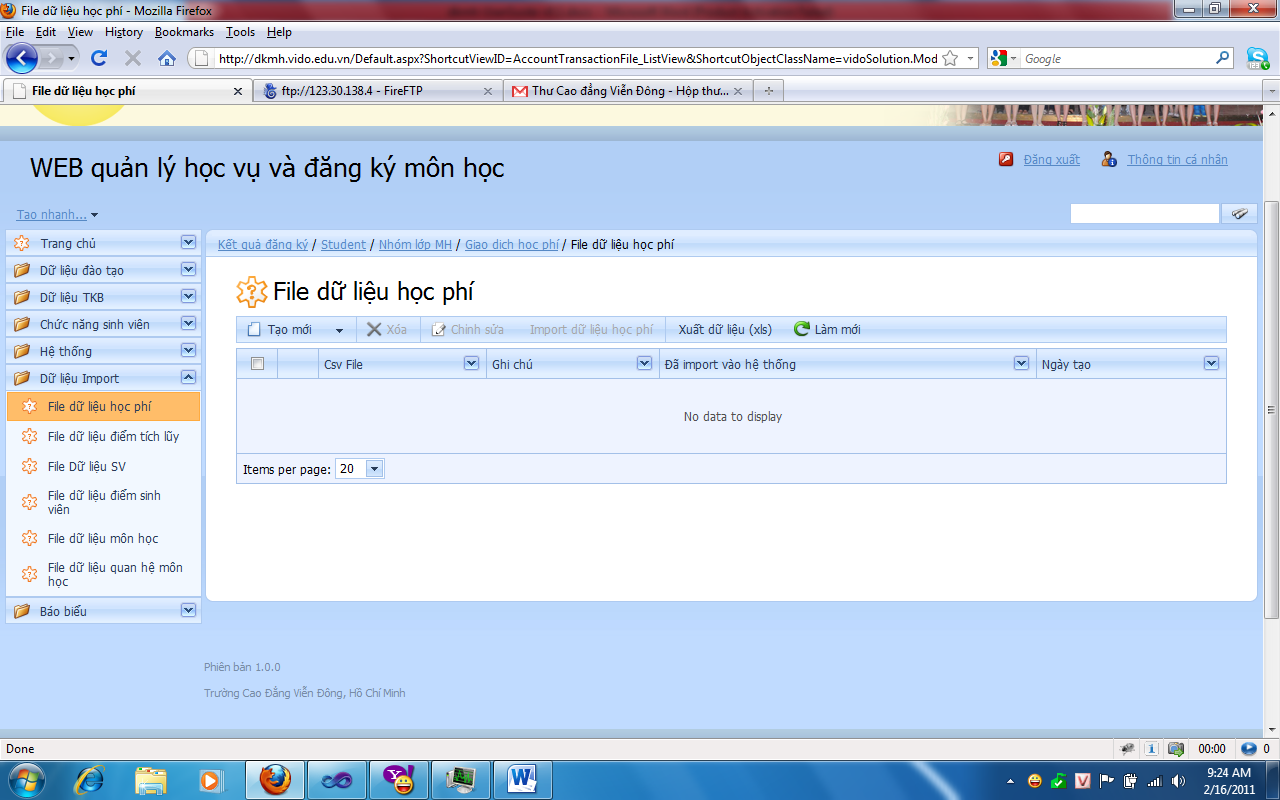 File dữ liệu học phí - Mozilla Firefox
File Edit View History Bookmarks Tools Help
http://dkmh.vido.edu.vn/Default.aspx?ShortcutViewID=AccountTransactionFile_ListView&ShortcutObjectClassName=vidoSolution.Mod
Google
File dữ liệu học phí
ftp://123.30.138.4 - FireFTP
Thư Cao đẳng Viễn Đông - Hộp thư...
WEB quản lý học vụ và đăng ký môn học
Đăng xuất
Thông tin cá nhân
Tạo nhanh...
Trang chủ
Dữ liệu đào tạo
Dữ liệu TKB
Chức năng sinh viên
Hệ thống
Dữ liệu Import
File dữ liệu học phí
File dữ liệu điểm tích lũy
File Dữ liệu SV
File dữ liệu điểm sinh
viên
File dữ liệu môn học
File dữ liệu quan hệ môn
học
Báo biểu
Kết quả đăng ký / Student / Nhóm lớp MH / Giao dịch học phí / File dữ liệu học phí
File dữ liệu học phí
Tạo mới Xóa Chỉnh sửa Import dữ liệu học phí Xuất dữ liệu (xls) Làm mới
Csv File Ghi chú Đã import vào hệ thống Ngày tạo
No data to display
Items per page: 20
Phiên bản 1.0.0
Trường Cao Đẳng Viễn Đông, Hồ Chí Minh
Done
00:00
0
9:24 AM
2/16/2011